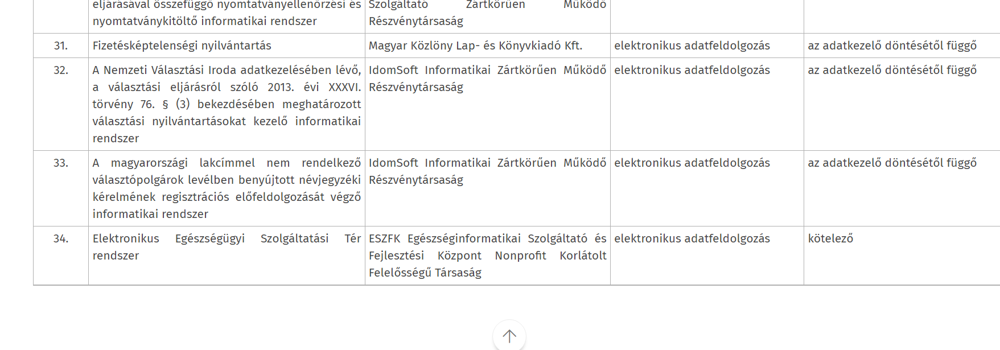 eljárásával összefüggő nyomtatványellenőrzési és
nyomtatványkitöltő informatikai rendszer
Szolgáltató Zártkörűen Működő
Részvénytársaság
31.
Fizetésképtelenségi nyilvántartás
Magyar Közlöny Lap- és Könyvkiadó Kft.
elektronikus adatfeldolgozás
az adatkezelő döntésétől függő
32.
A Nemzeti Választási Iroda adatkezelésében lévő,
a választási eljárásról szóló 2013. évi XXXVI.
törvény 76. § (3) bekezdésében meghatározott
választási nyilvántartásokat kezelő informatikai
rendszer
IdomSoft Informatikai Zártkörűen Működő
Részvénytársaság
elektronikus adatfeldolgozás
az adatkezelő döntésétől függő
33.
A magyarországi lakcímmel nem rendelkező
választópolgárok levélben benyújtott névjegyzéki
kérelmének regisztrációs előfeldolgozását végző
informatikai rendszer
IdomSoft Informatikai Zártkörűen Működő
Részvénytársaság
elektronikus adatfeldolgozás
az adatkezelő döntésétől függő
34.
Elektronikus Egészségügyi Szolgáltatási Tér
rendszer
ESZFK Egészséginformatikai Szolgáltató és
Fejlesztési Központ Nonprofit Korlátolt
Felelősségű Társaság
elektronikus adatfeldolgozás
kötelező